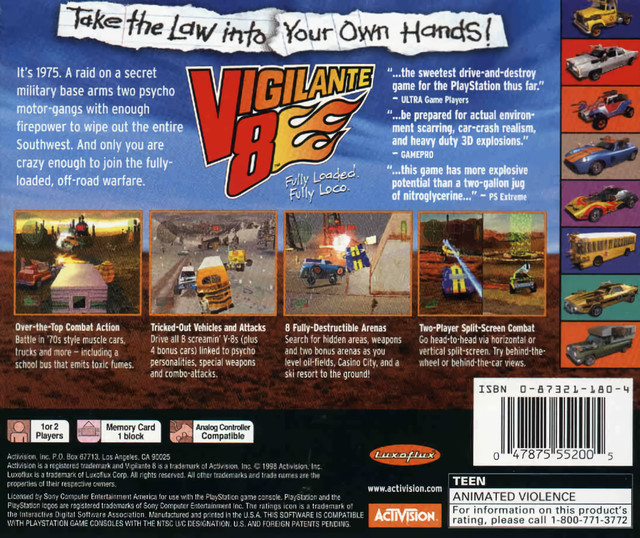 Take the Law into Your Own Hands!
It's 1975. A raid on a secret
military base arms two psycho
motor-gangs with enough
firepower to wipe out the entire
Southwest. And only you are
crazy enough to join the fully-
loaded, off-road warfare.
VIGILANTE
8
Fully Loaded.
Fully Loco.
"...the sweetest drive-and-destroy
game for the PlayStation thus far."
– ULTRA Game Players
"...be prepared for actual environ-
ment scarring, car-crash realism,
and heavy duty 3D explosions."
– GAMEPRO
"...this game has more explosive
potential than a two-gallon jug
of nitroglycerine..." – PS Extreme
Over-the-Top Combat Action
Battle in '70s style muscle cars,
trucks and more – including a
school bus that emits toxic fumes.
Tricked-Out Vehicles and Attacks
Drive all 8 screamin' V-8s (plus
4 bonus cars) linked to psycho
personalities, special weapons
and combo-attacks.
8 Fully-Destructible Arenas
Search for hidden areas, weapons
and two bonus arenas as you
level oil-fields, Casino City, and a
ski resort to the ground!
Two-Player Split-Screen Combat
Go head-to-head via horizontal or
vertical split-screen. Try behind-the-
wheel or behind-the-car views.
ISBN 0-87321-180-4
0 47875 55200 5
1or 2
Players
Memory Card
1 block
Analog Controller
Compatible
Activision, Inc. P.O. Box 67713, Los Angeles, CA 90025
Activision is a registered trademark and Vigilante 8 is a trademark of Activision, Inc. © 1998 Activision, Inc.
Luxoflux is a trademark of Luxoflux Corp. All rights reserved. All other trademarks and trade names are the
properties of their respective owners.
Licensed by Sony Computer Entertainment America for use with the PlayStation game console. PlayStation and the
PlayStation logos are registered trademarks of Sony Computer Entertainment Inc. The ratings icon is a trademark of
the Interactive Digital Software Association. Manufactured and printed in the U.S.A. THIS SOFTWARE IS COMPATIBLE
WITH PLAYSTATION GAME CONSOLES WITH THE NTSC U/C DESIGNATION. U.S. AND FOREIGN PATENTS PENDING.
Luxoflux
www.activision.com
ACTIVISION
TEEN
ANIMATED VIOLENCE
For information on this product's
rating, please call 1-800-771-3772